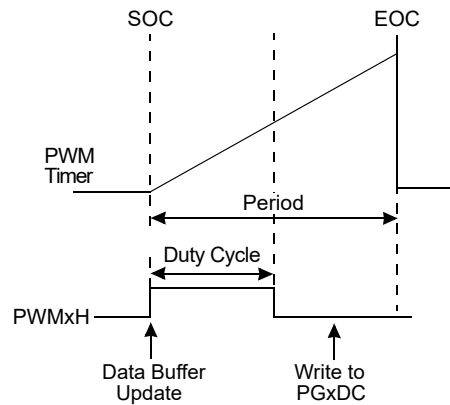 SOC
EOC
PWM
Timer
Period
Duty Cycle
PWMxH
Data Buffer
Update
Write to
PGxDC